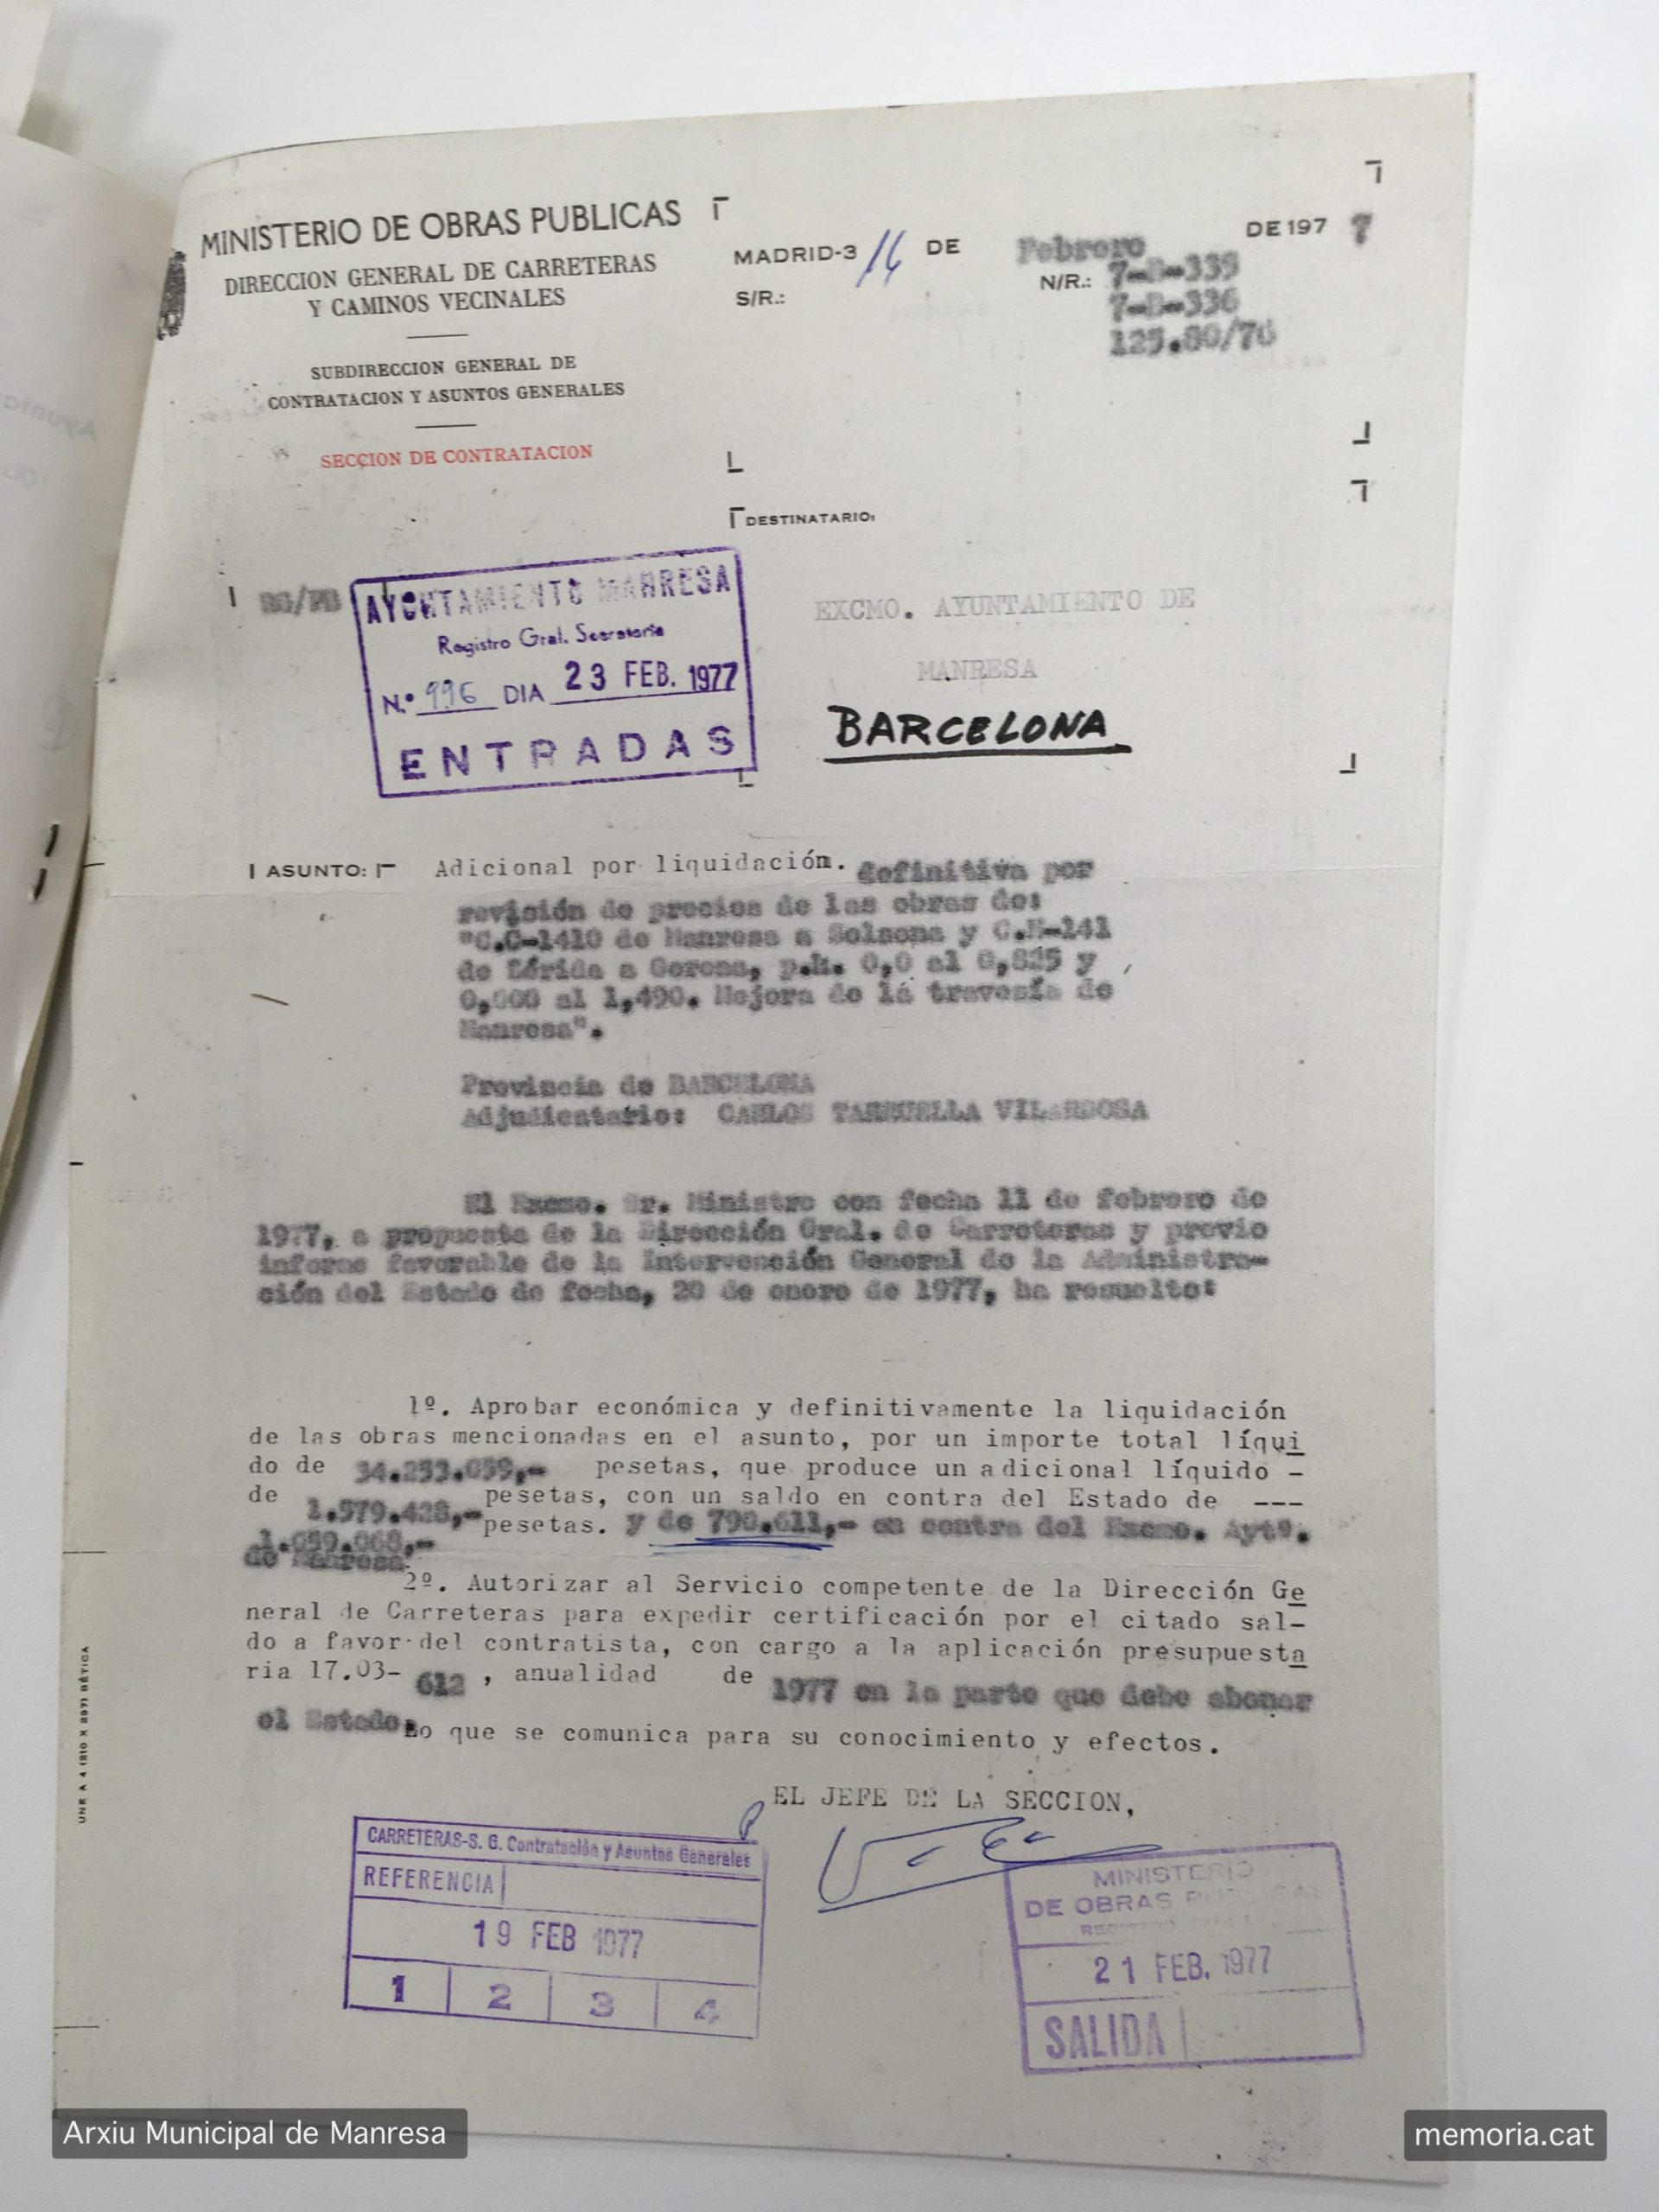 MINISTERIO DE OBRAS PUBLICAS
DIRECCION GENERAL DE CARRETERAS
Y CAMINOS VECINALES
SUBDIRECCION GENERAL DE
CONTRATACION Y ASUNTOS GENERALES
SECCION DE CONTRATACION
MADRID-3 DE Febrero DE 197 7
S/R.:
N/R.: 7-B-339
7-B-336
129.80/76
DESTINATARIO:
AYUNTAMIENTO MANRESA
Registro Gral. Secretaría
N.º 996 DIA 23 FEB. 1977
ENTRADAS
EXCMO. AYUNTAMIENTO DE
MANRESA
BARCELONA
ASUNTO: Adicional por liquidación. definitiva por
revisión de precios de las obras de:
"C.C-1410 de Manresa a Solsona y C.N-141
de Lérida a Gerona, p.k. 0,0 al 0,825 y
0,000 al 1,490. Mejora de la travesía de
Manresa".
Provincia de BARCELONA
Adjudicatario: CARLOS TARRUELLA VILARDOSA
El Excmo. Sr. Ministro con fecha 11 de febrero de
1977, a propuesta de la Dirección Gral. de Carreteras y previo
informe favorable de la Intervención General de la Administra-
ción del Estado de fecha, 20 de enero de 1977, ha resuelto:
1º. Aprobar económica y definitivamente la liquidación
de las obras mencionadas en el asunto, por un importe total líqui
do de 34.253.059,- pesetas, que produce un adicional líquido -
de 1.979.428,- pesetas, con un saldo en contra del Estado de ---
1.059.068,- pesetas. y de 790.611,- en contra del Excmo. Aytº.
de Manresa.
2º. Autorizar al Servicio competente de la Dirección Ge
neral de Carreteras para expedir certificación por el citado sal-
do a favor del contratista, con cargo a la aplicación presupuesta
ria 17.03- 612 , anualidad de 1977 en la parte que debe abonar
el Estado.
Lo que se comunica para su conocimiento y efectos.
EL JEFE DE LA SECCION,
CARRETERAS-S. G. Contratación y Asuntos Generales
REFERENCIA
19 FEB 1977
1 2 3 4
MINISTERIO
DE OBRAS PUBLICAS
21 FEB. 1977
SALIDA
Arxiu Municipal de Manresa
memoria.cat